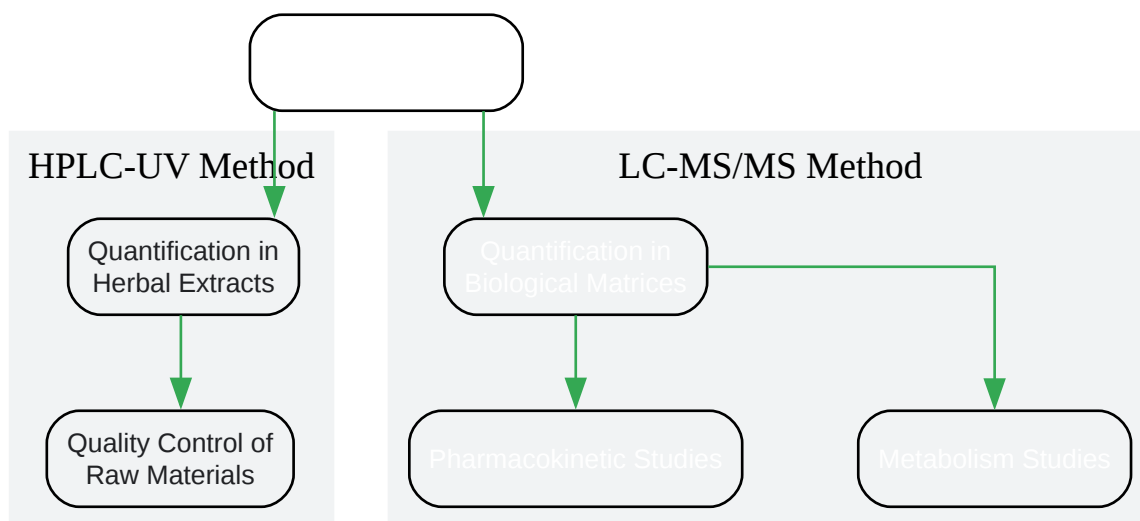 HPLC-UV Method
LC-MS/MS Method
Quantification in
Herbal Extracts
Quantification in
Biological Matrices
Quality Control of
Raw Materials
Pharmacokinetic Studies
Metabolism Studies